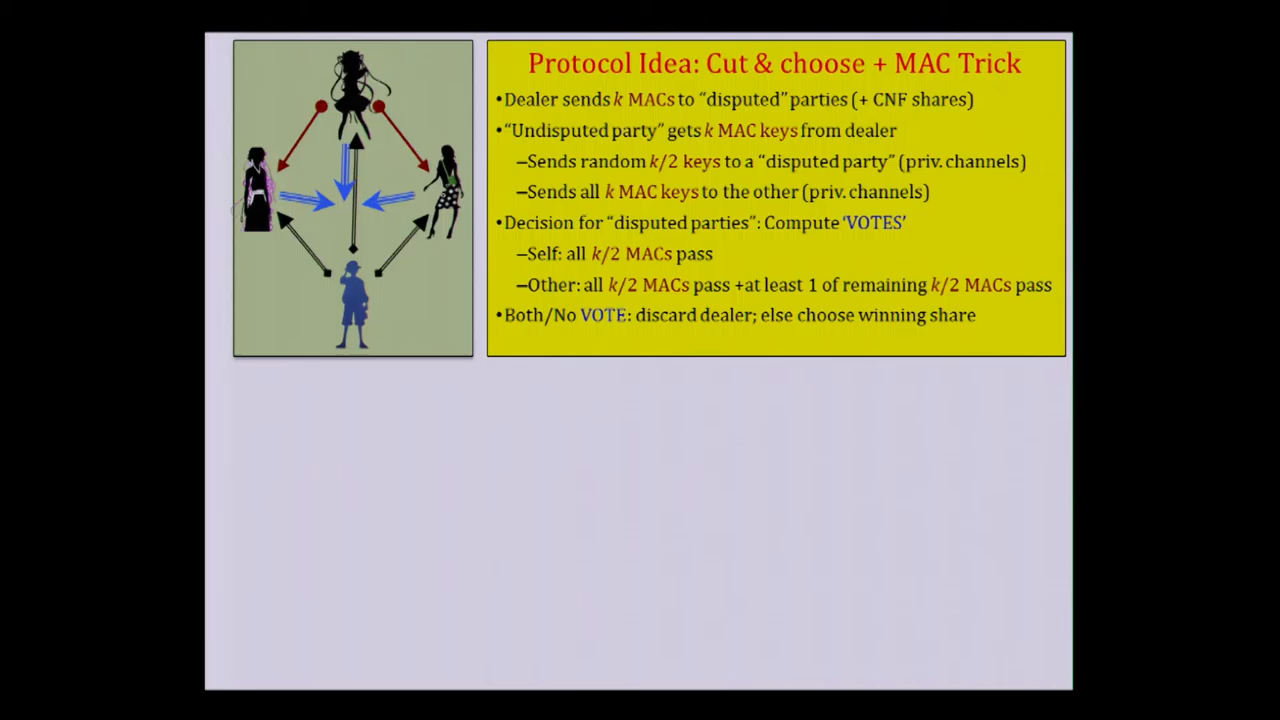 Protocol Idea: Cut & choose + MAC Trick
•Dealer sends k MACs to “disputed” parties (+ CNF shares)
•“Undisputed party” gets k MAC keys from dealer
–Sends random k/2 keys to a “disputed party” (priv. channels)
–Sends all k MAC keys to the other (priv. channels)
•Decision for “disputed parties”: Compute ‘VOTES’
–Self: all k/2 MACs pass
–Other: all k/2 MACs pass +at least 1 of remaining k/2 MACs pass
•Both/No VOTE: discard dealer; else choose winning share